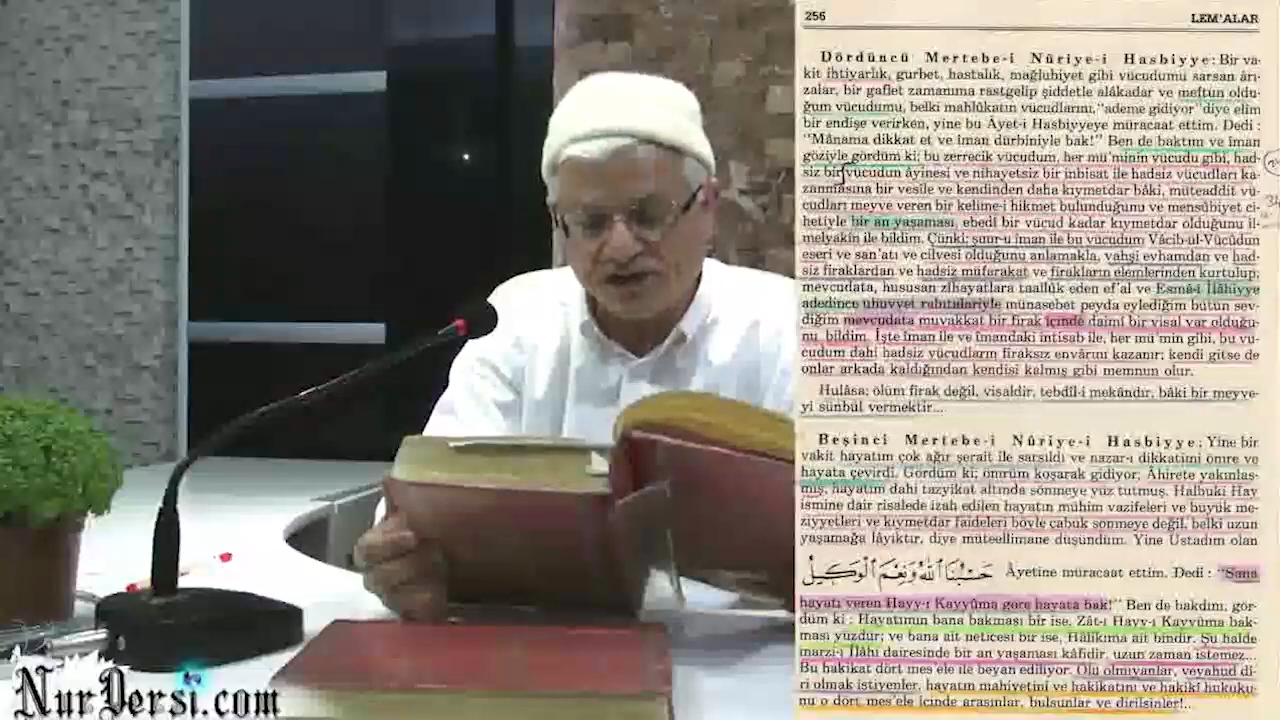 256
LEM'ALAR
Dördüncü Mertebe-i Nûriye-i Hasbiyye: Bir va-
kit ihtiyarlık, gurbet, hastalık, mağlubiyet gibi vücudumu sarsan ârı-
zalar, bir gaflet zamanıma rastgelip şiddetle alâkadar ve meftun oldu-
ğum vücudumu, belki mahlûkatın vücudlarını, "ademe gidiyor" diye elim
bir endişe verirken, yine bu Âyet-i Hasbiyyeye müracaat ettim. Dedi:
"Mânama dikkat et ve iman dürbiniyle bak!" Ben de baktım ve iman
gözüyle gördüm ki; bu zerrecik vücudum, her mü'minin vücudu gibi, had-
siz bir vücudun âyinesi ve nihayetsiz bir inbisat ile hadsiz vücudları ka-
zanmasına bir vesile ve kendinden daha kıymetdar bâki, müteaddit vü-
cudları meyve veren bir kelime-i hikmet bulunduğunu ve mensûbiyet ci-
hetiyle bir an yaşaması, ebedî bir vücud kadar kıymetdar olduğunu il-
melyakîn ile bildim. Çünki; şuur-u iman ile bu vücudum Vâcib-ül-Vücûdun
eseri ve san'atı ve cilvesi olduğunu anlamakla, vahşi evhamdan ve had-
siz firaklardan ve hadsiz müfarakat ve firakların elemlerinden kurtulup;
mevcudata, hususan zîhayatlara taallûk eden ef'al ve Esmâ-i İlâhiyye
adedince uhuvvet rabıtalariyle münasebet peyda eylediğim bütün sev-
diğim mevcudata muvakkat bir firak içinde daimî bir visal var olduğu-
nu bildim. İşte iman ile ve imandaki intisab ile, her mü'min gibi, bu vü-
cudum dahi hadsiz vücudların firaksız envârını kazanır; kendi gitse de
onlar arkada kaldığından kendisi kalmış gibi memnun olur.
Hulâsa: ölüm firak değil, visaldir, tebdil-i mekândır, bâki bir meyve-
yi sünbül vermektir...
Beşinci Mertebe-i Nûriye-i Hasbiyye: Yine bir
vakit hayatım çok ağır şerait ile sarsıldı ve nazar-ı dikkatimi ömre ve
hayata çevirdi. Gördüm ki; ömrüm koşarak gidiyor; Âhirete yakınlaş-
mış, hayatım dahi tazyikat altında sönmeye yüz tutmuş. Halbuki Hay
ismine dair risalede izah edilen hayatın mühim vazifeleri ve büyük me-
ziyyetleri ve kıymetdar faideleri böyle çabuk sönmeye değil, belki uzun
yaşamağa lâyıktır, diye müteellimane düşündüm. Yine Üstadım olan
حَسْبُنَا اللّٰهُ وَنِعْمَ الْوَكِيلُ Âyetine müracaat ettim. Dedi: "Sana
hayatı veren Hayy-ı Kayyûma göre hayata bak!" Ben de bakdım, gör-
düm ki: Hayatımın bana bakması bir ise, Zât-ı Hayy-ı Kayyûma bak-
ması yüzdür; ve bana ait neticesi bir ise, Hâlikıma ait bindir. Şu halde
marzî-i İlâhî dairesinde bir an yaşaması kâfidir, uzun zaman istemez...
Bu hakikat dört mes'ele ile beyan ediliyor. Ölü olmıyanlar, veyahud di-
ri olmak istiyenler, hayatın mahiyetini ve hakikatını ve hakikî hukuku-
nu o dört mes'ele içinde arasınlar, bulsunlar ve dirilsinler!..
NurDersi.com